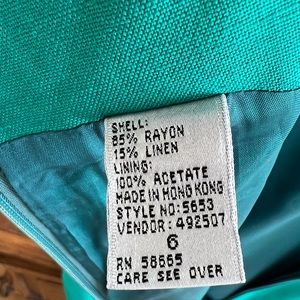 SHELL:
85% RAYON
15% LINEN
LINING:
100% ACETATE
MADE IN HONG KONG
STYLE NO:5653
VENDOR: 492507
6
RN 58665
CARE SEE OVER